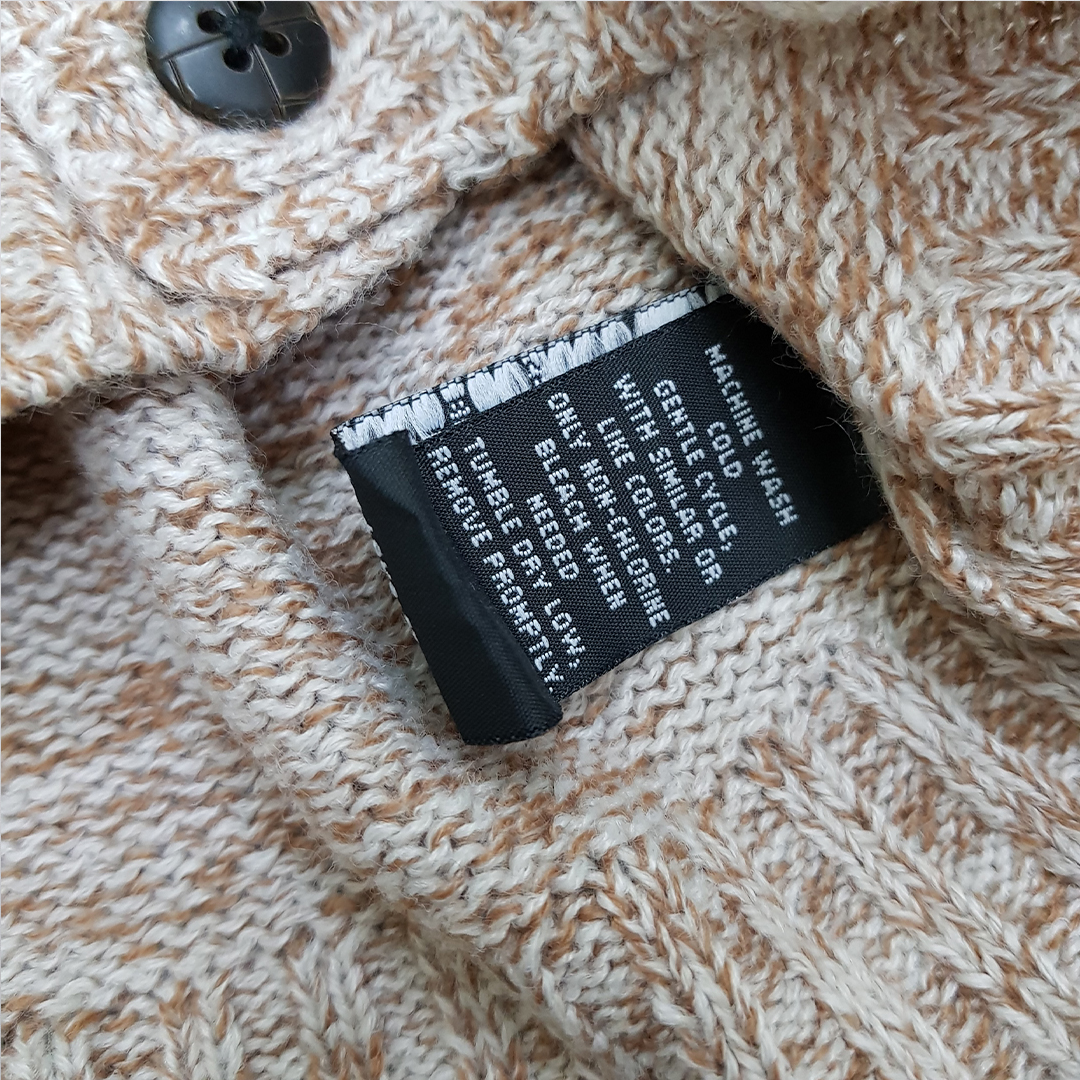 MACHINE WASH
COLD
GENTLE CYCLE,
WITH SIMILAR OR
LIKE COLORS.
ONLY NON-CHLORINE
BLEACH WHEN
NEEDED
TUMBLE DRY LOW,
REMOVE PROMPTLY.